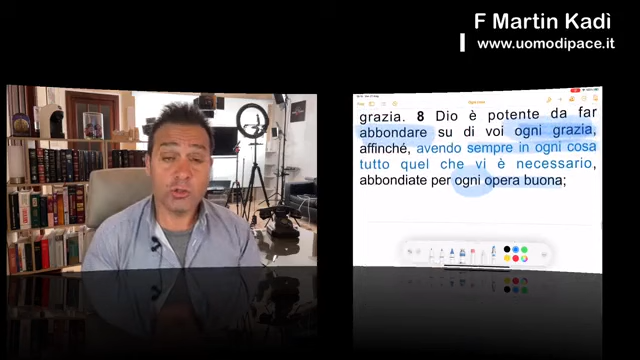 F Martin Kadì
www.uomodipace.it
grazia. 8 Dio è potente da far
abbondare su di voi ogni grazia,
affinché, avendo sempre in ogni cosa
tutto quel che vi è necessario,
abbondiate per ogni opera buona;